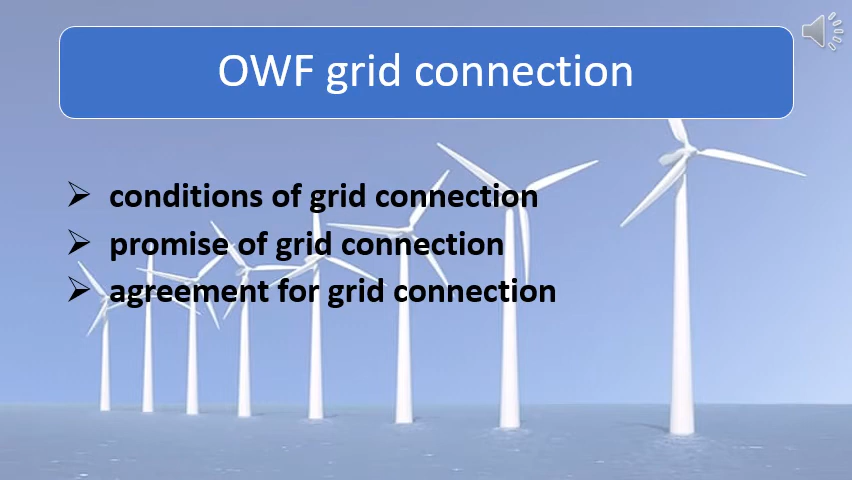 OWF grid connection
conditions of grid connection
promise of grid connection
agreement for grid connection